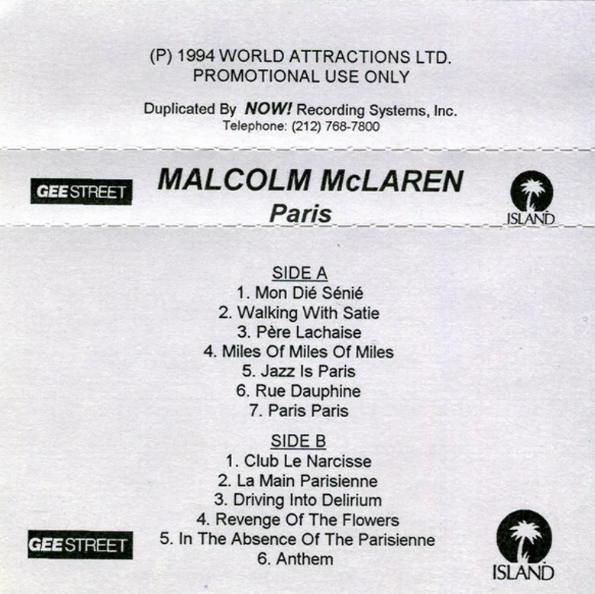 (P) 1994 WORLD ATTRACTIONS LTD.
PROMOTIONAL USE ONLY
Duplicated By NOW! Recording Systems, Inc.
Telephone: (212) 768-7800
GEESTREET
MALCOLM McLAREN
Paris
ISLAND
SIDE A
1. Mon Dié Sénié
2. Walking With Satie
3. Père Lachaise
4. Miles Of Miles Of Miles
5. Jazz Is Paris
6. Rue Dauphine
7. Paris Paris
SIDE B
1. Club Le Narcisse
2. La Main Parisienne
3. Driving Into Delirium
4. Revenge Of The Flowers
5. In The Absence Of The Parisienne
6. Anthem
GEESTREET
ISLAND